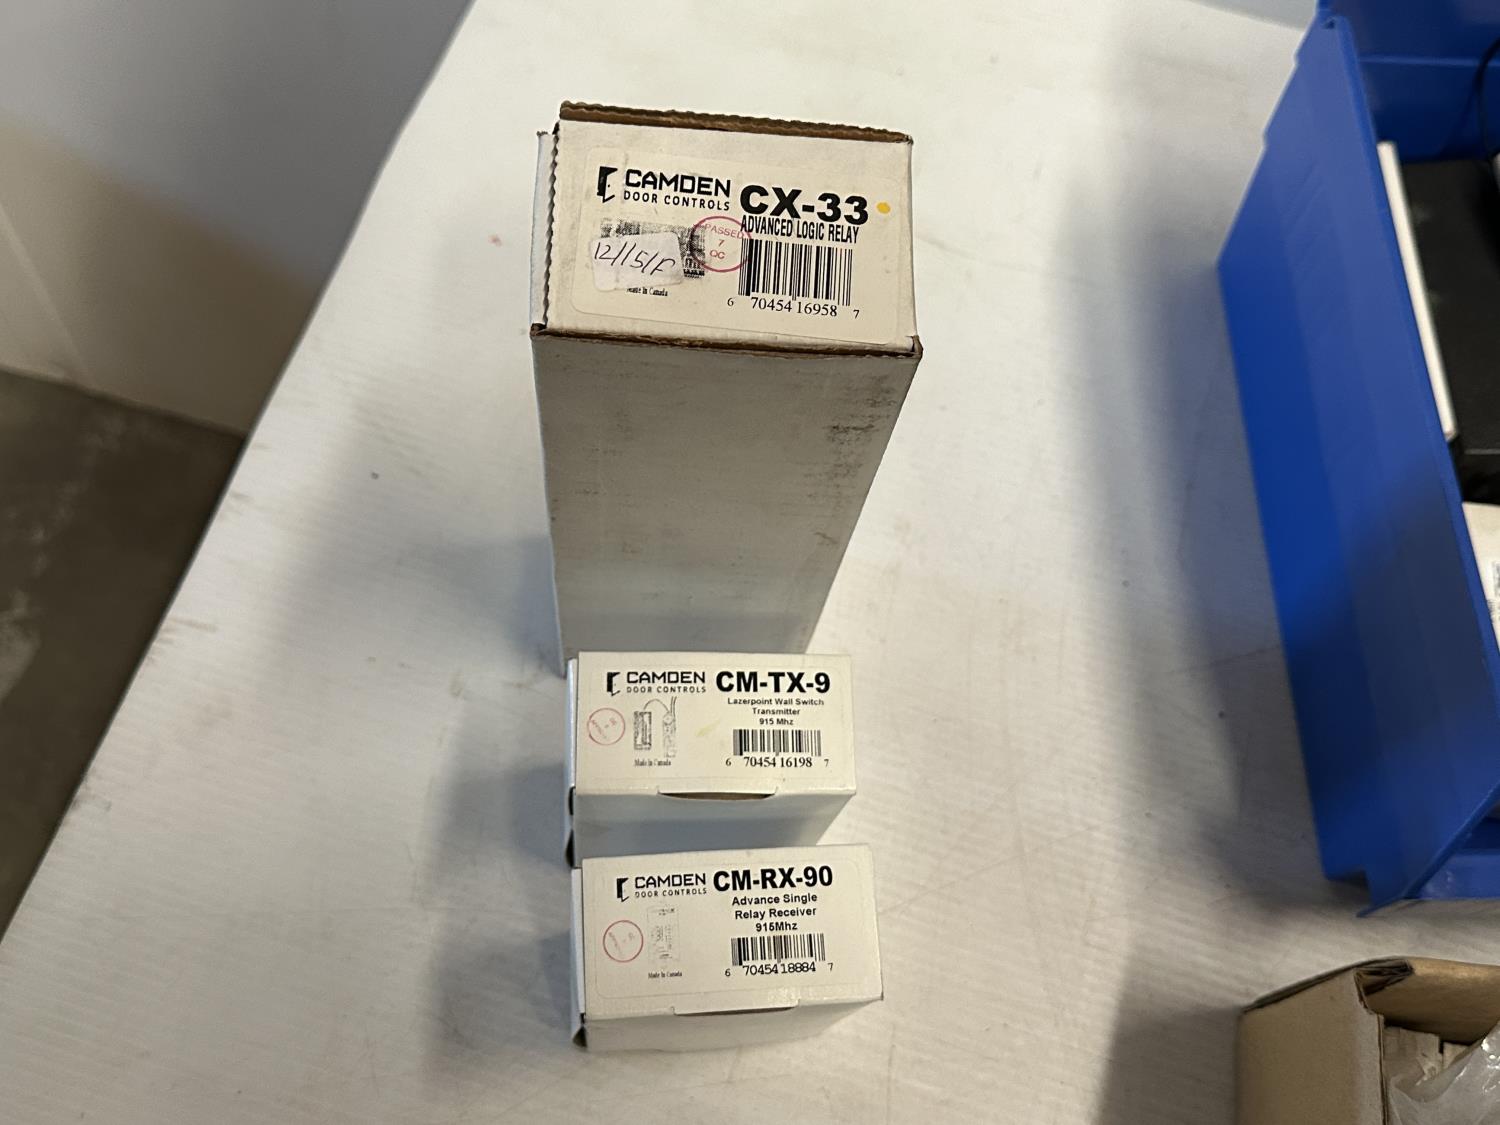 CAMDEN
DOOR CONTROLS
CX-33
ADVANCED LOGIC RELAY
PASSED
7
QC
12/15/F
Made In Canada
6 70454 16958 7
CAMDEN
DOOR CONTROLS
CM-TX-9
Lazerpoint Wall Switch
Transmitter
915 Mhz
Made In Canada
6 70454 16198 7
CAMDEN
DOOR CONTROLS
CM-RX-90
Advance Single
Relay Receiver
915Mhz
Made In Canada
6 70454 18884 7